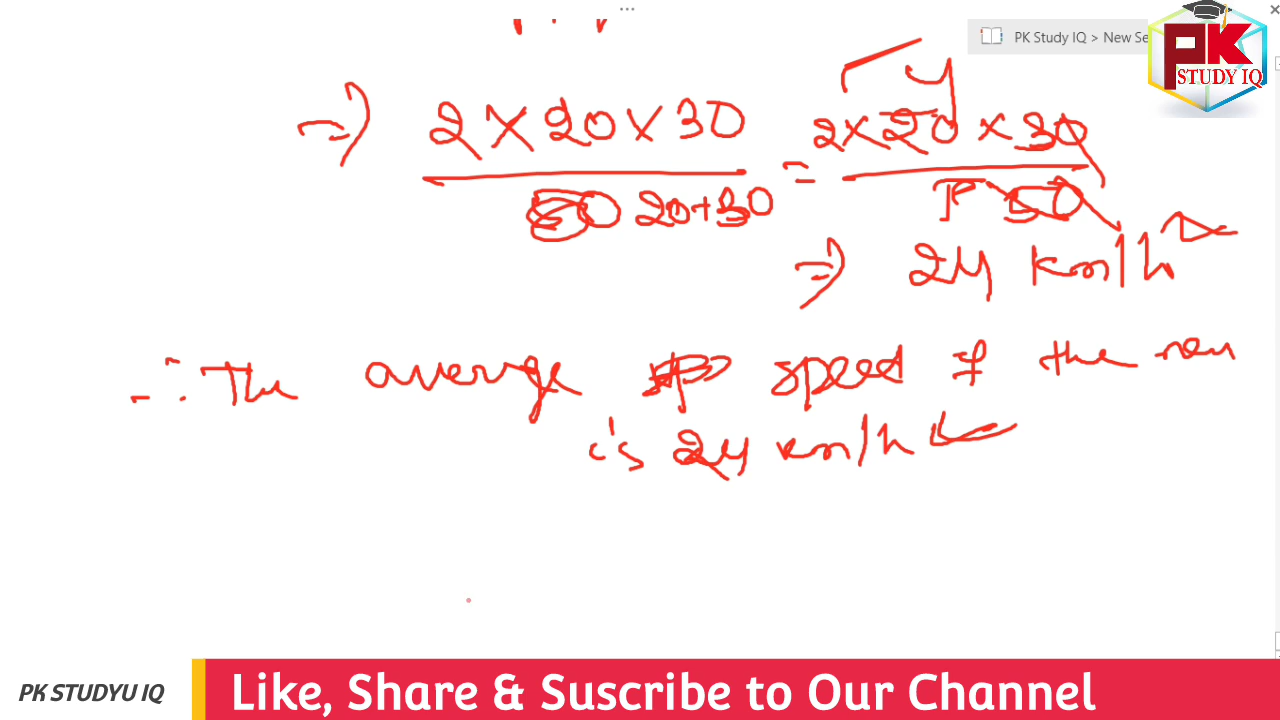 PK Study IQ > New Se
PK
STUDY IQ
=> 2 X 20 X 30 / 20+30 = 2 X 20 X 30 / 50
=> 24 km/h
∴ The average speed of the
is 24 km/h
PK STUDYU IQ
Like, Share & Suscribe to Our Channel